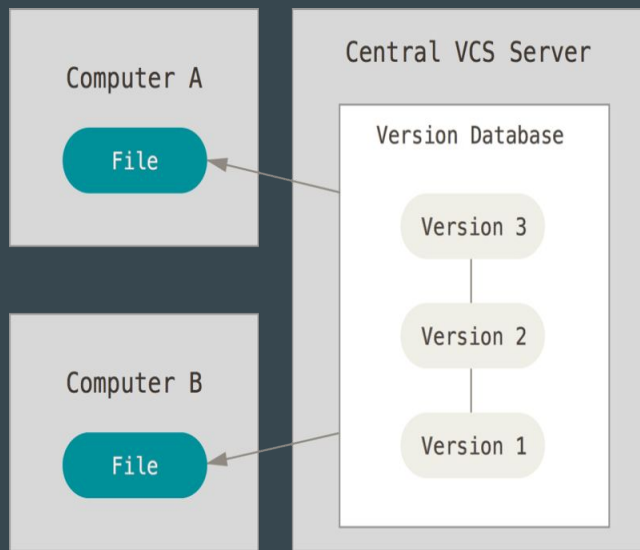 Computer A
File
Central VCS Server
Version Database
Version 3
Version 2
Version 1
Computer B
File